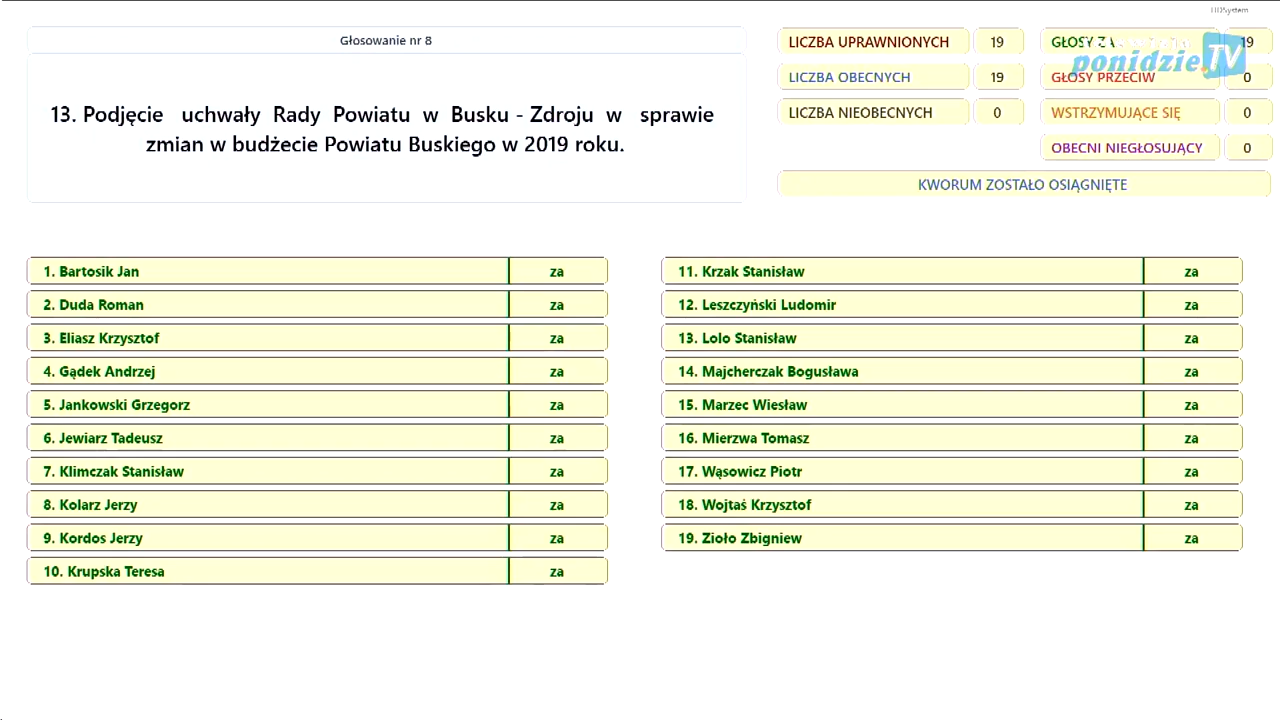 HDSystem
Głosowanie nr 8
13. Podjęcie uchwały Rady Powiatu w Busku - Zdroju w sprawie
zmian w budżecie Powiatu Buskiego w 2019 roku.
LICZBA UPRAWNIONYCH 19
LICZBA OBECNYCH 19
LICZBA NIEOBECNYCH 0
GŁOSY ZA 19
GŁOSY PRZECIW 0
WSTRZYMUJĄCE SIĘ 0
OBECNI NIEGŁOSUJĄCY 0
KWORUM ZOSTAŁO OSIĄGNIĘTE
ponidzie.TV
1. Bartosik Jan za
2. Duda Roman za
3. Eliasz Krzysztof za
4. Gądek Andrzej za
5. Jankowski Grzegorz za
6. Jewiarz Tadeusz za
7. Klimczak Stanisław za
8. Kolarz Jerzy za
9. Kordos Jerzy za
10. Krupska Teresa za
11. Krzak Stanisław za
12. Leszczyński Ludomir za
13. Lolo Stanisław za
14. Majcherczak Bogusława za
15. Marzec Wiesław za
16. Mierzwa Tomasz za
17. Wąsowicz Piotr za
18. Wojtaś Krzysztof za
19. Zioło Zbigniew za